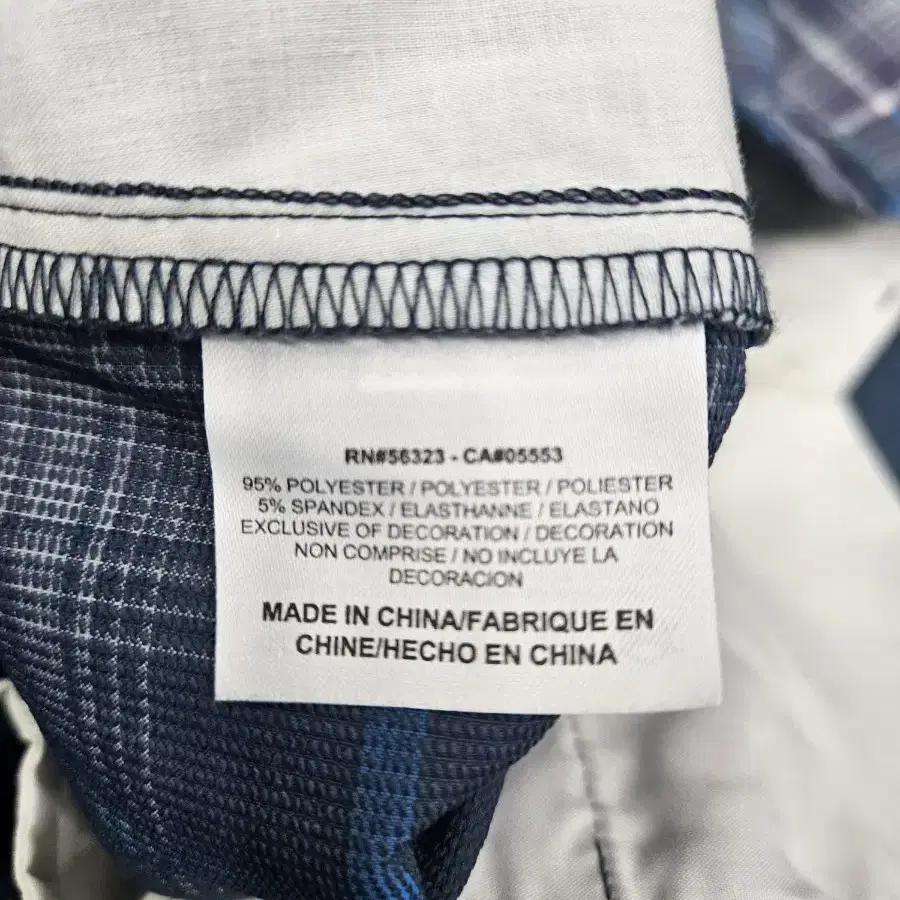 RN#56323 - CA#05553
95% POLYESTER / POLYESTER / POLIESTER
5% SPANDEX / ELASTHANNE / ELASTANO
EXCLUSIVE OF DECORATION / DECORATION
NON COMPRISE / NO INCLUYE LA
DECORACION
MADE IN CHINA/FABRIQUE EN
CHINE/HECHO EN CHINA